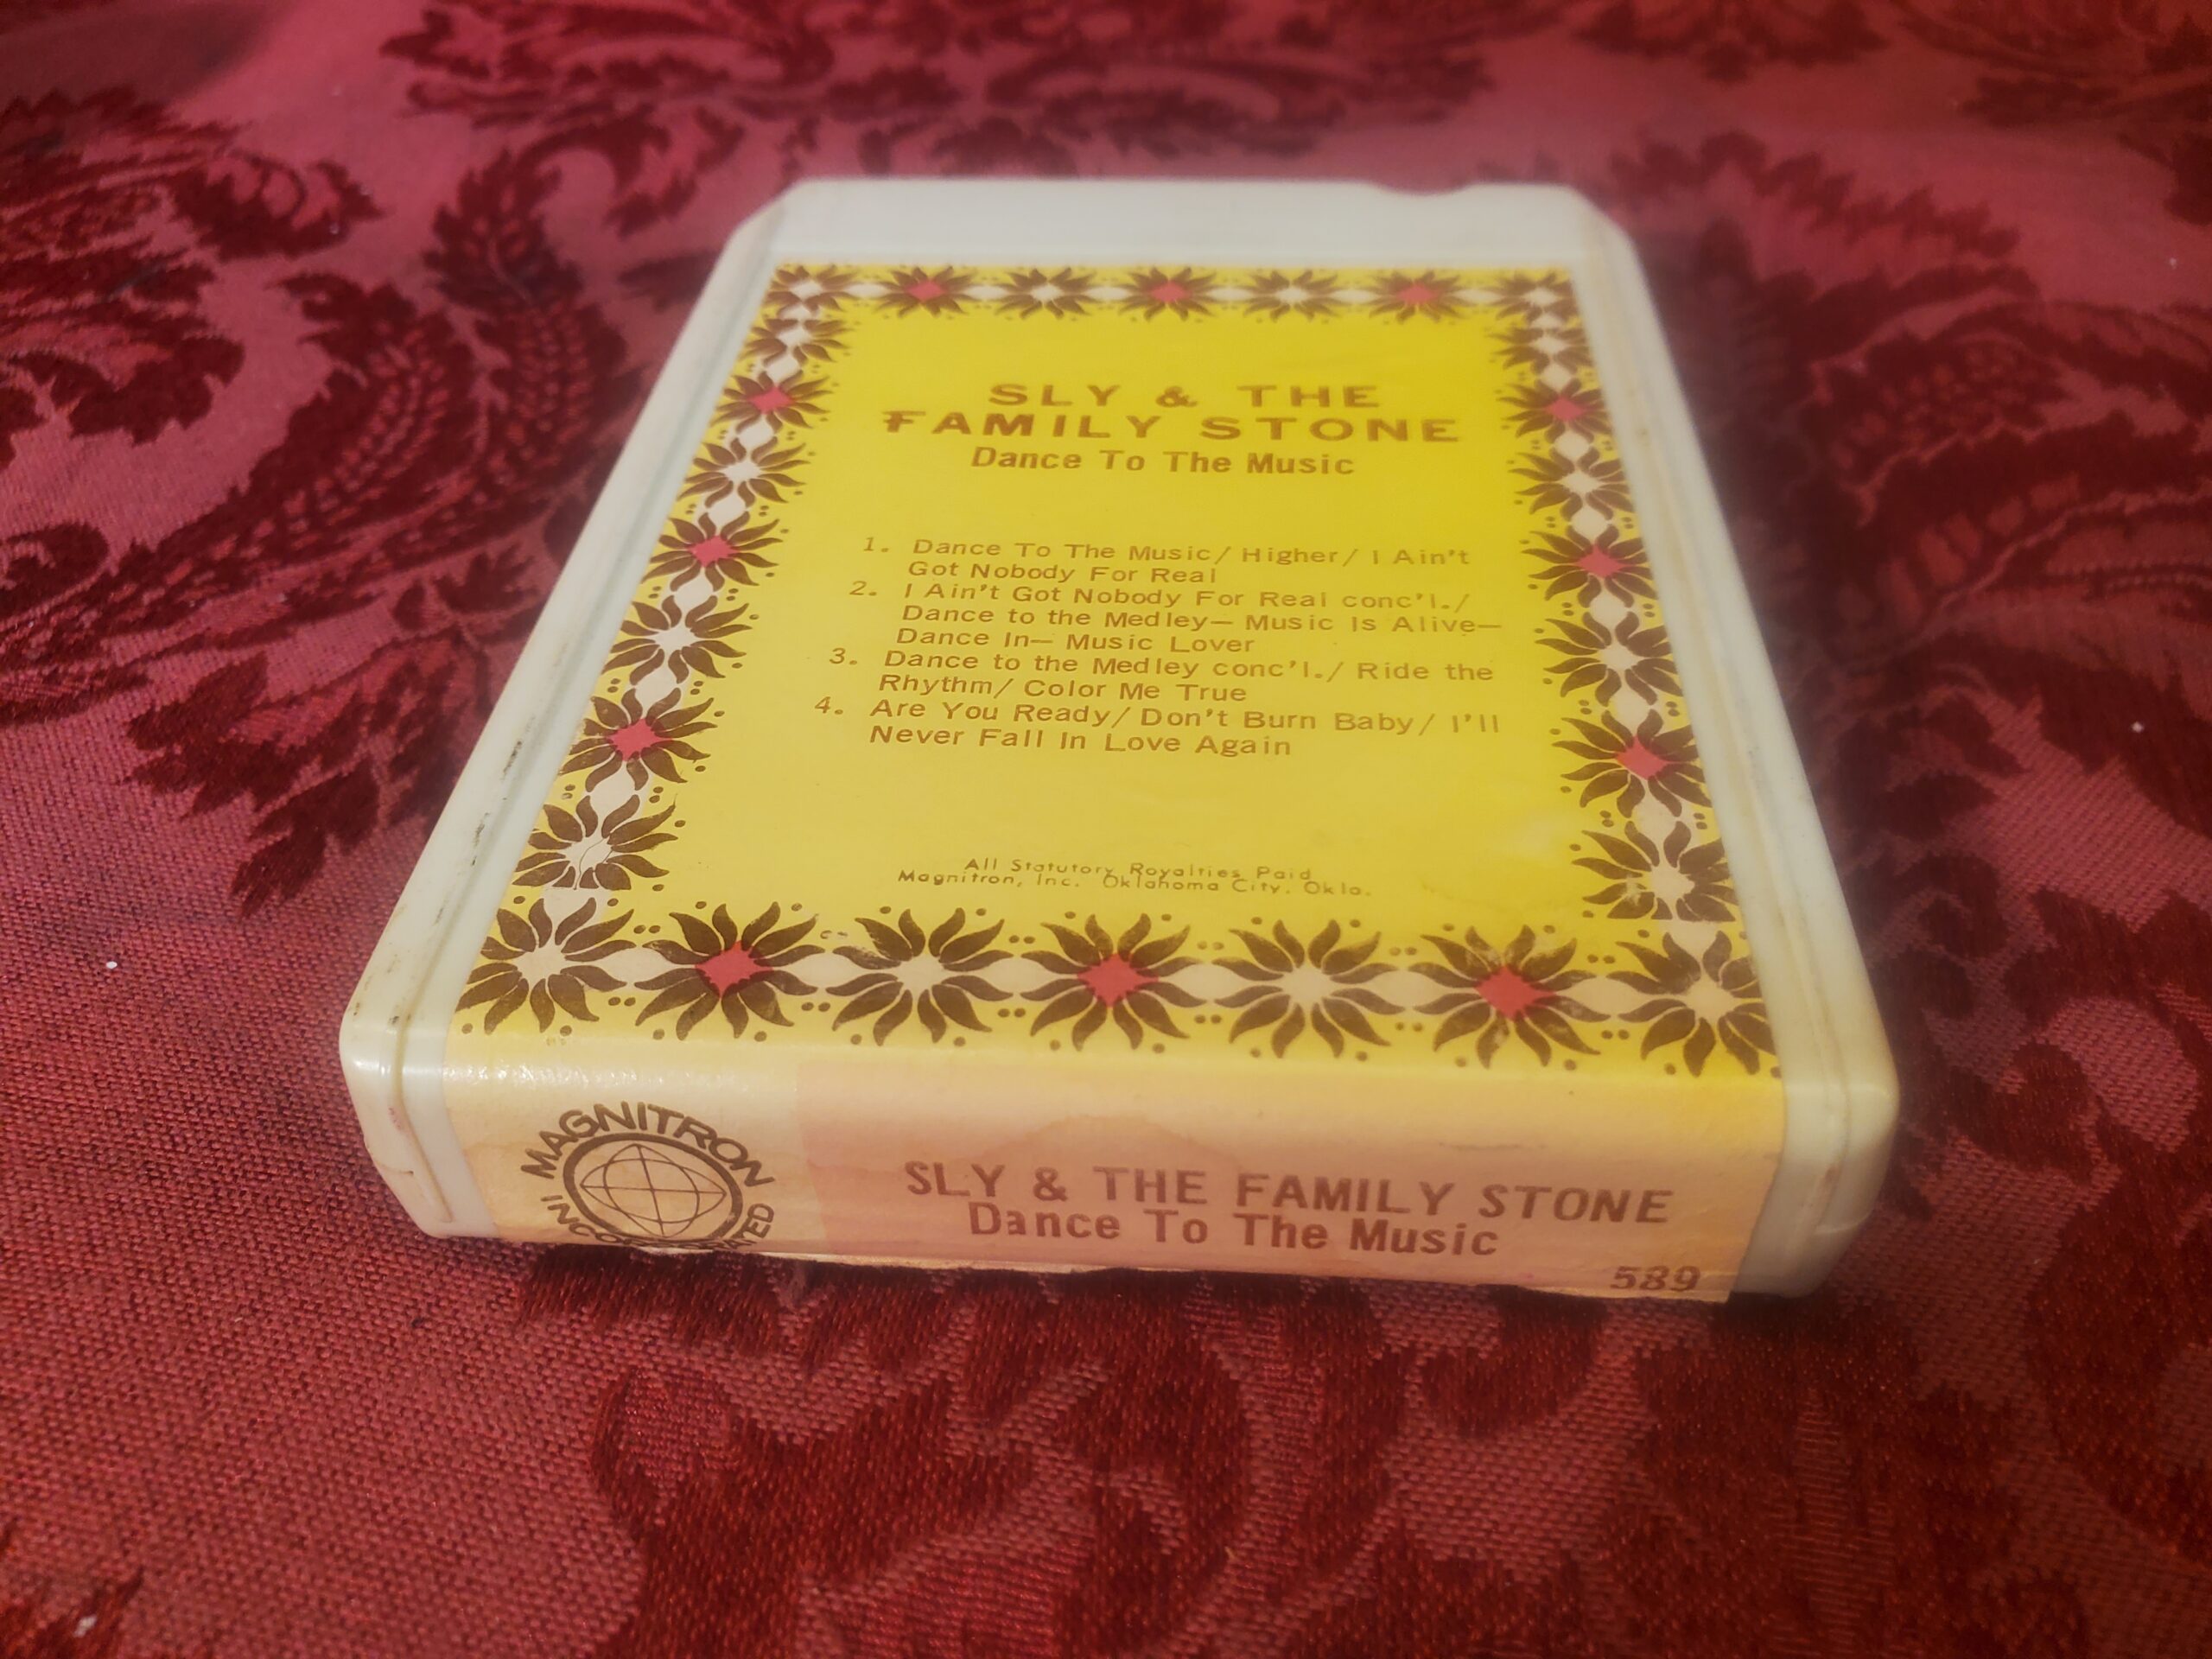 SLY & THE
FAMILY STONE
Dance To The Music
1. Dance To The Music/ Higher/ I Ain't
Got Nobody For Real
2. I Ain't Got Nobody For Real conc'l./
Dance to the Medley— Music Is Alive—
Dance In— Music Lover
3. Dance to the Medley conc'l./ Ride the
Rhythm/ Color Me True
4. Are You Ready/ Don't Burn Baby/ I'll
Never Fall In Love Again
All Statutory Royalties Paid
Magnitron, Inc. Oklahoma City, Okla.
MAGNITRON
SLY & THE FAMILY STONE
Dance To The Music
589